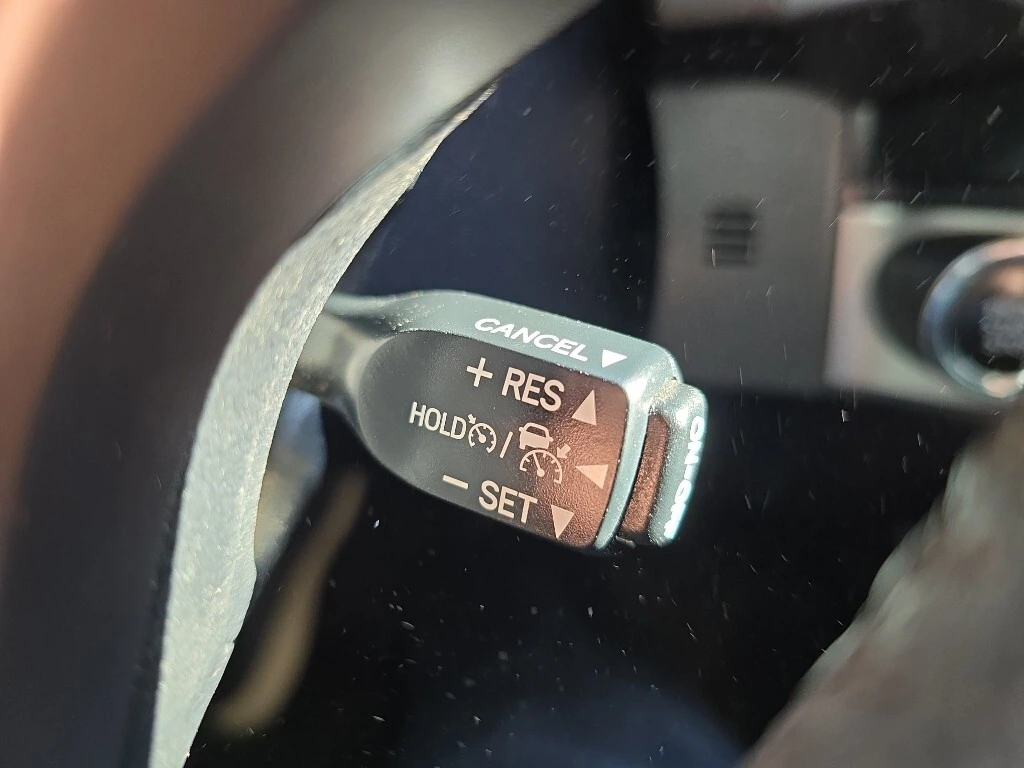 CANCEL ▼
+ RES ▲
HOLD / ◀
− SET ▼
ON·OFF